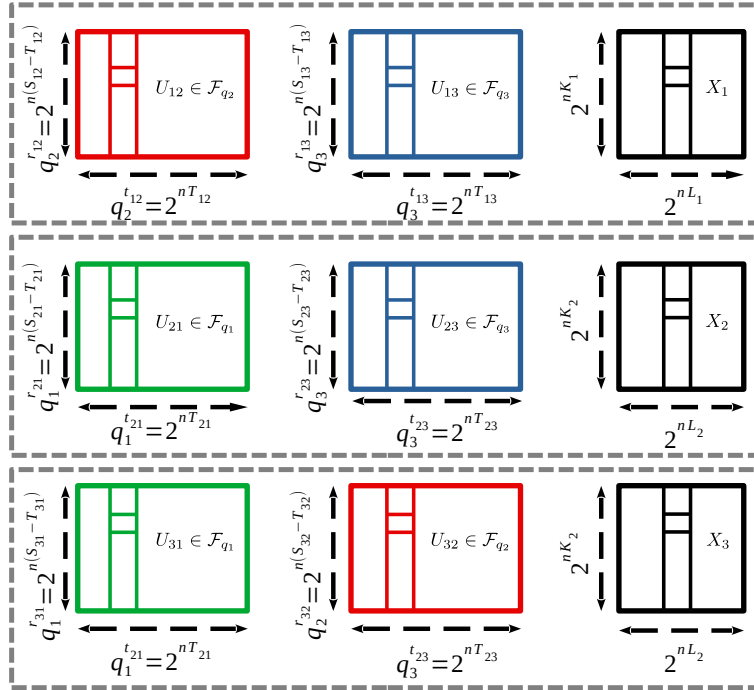 q_2^{r_{12}}=2^{n(S_{12}-T_{12})}
U_{12} ∈ F_{q_2}
q_2^{t_{12}}=2^{nT_{12}}
q_3^{r_{13}}=2^{n(S_{13}-T_{13})}
U_{13} ∈ F_{q_3}
q_3^{t_{13}}=2^{nT_{13}}
2^{nK_1}
X_1
2^{nL_1}
q_1^{r_{21}}=2^{n(S_{21}-T_{21})}
U_{21} ∈ F_{q_1}
q_1^{t_{21}}=2^{nT_{21}}
q_3^{r_{23}}=2^{n(S_{23}-T_{23})}
U_{23} ∈ F_{q_3}
q_3^{t_{23}}=2^{nT_{23}}
2^{nK_2}
X_2
2^{nL_2}
q_1^{r_{31}}=2^{n(S_{31}-T_{31})}
U_{31} ∈ F_{q_1}
q_1^{t_{21}}=2^{nT_{21}}
q_2^{r_{32}}=2^{n(S_{32}-T_{32})}
U_{32} ∈ F_{q_2}
q_3^{t_{23}}=2^{nT_{23}}
2^{nK_2}
X_3
2^{nL_2}